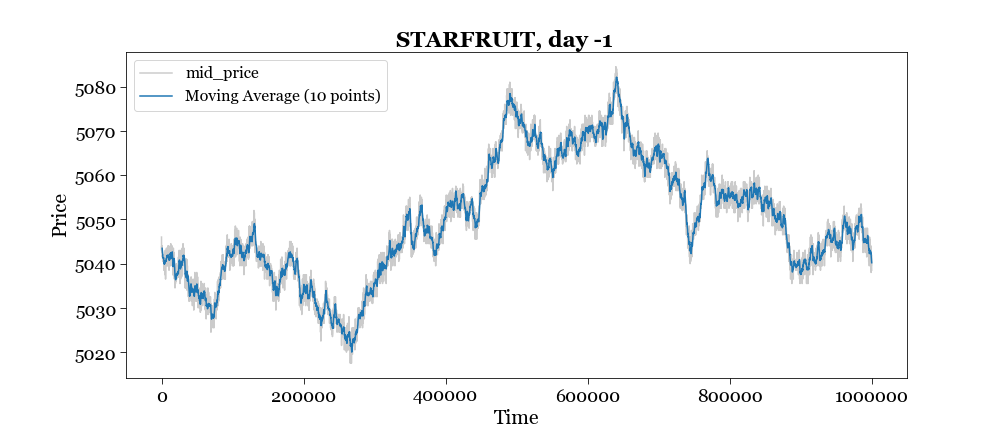 STARFRUIT, day -1
mid_price
Moving Average (10 points)
Price
5080
5070
5060
5050
5040
5030
5020
0 200000 400000 600000 800000 1000000
Time